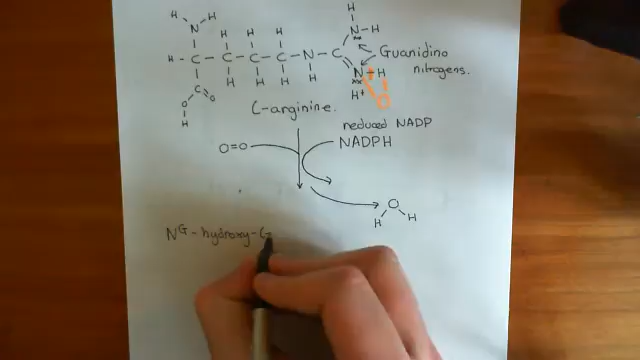 H H H
N H H H H N-H
H-C-C-C-C-N-C Guanidino
H H H H N+H nitrogens.
C O H+ O
O
H
L-arginine.
reduced NADP
O=O NADPH
O
H H
N^G-hydroxy-L